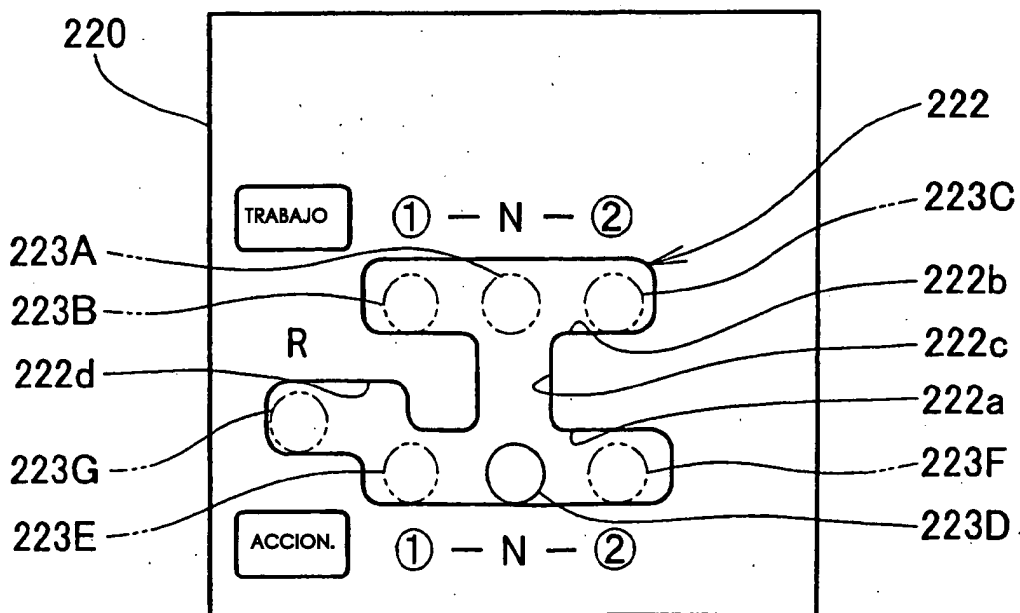 220
222
TRABAJO ① — N — ② 223C
223A
223B 222b
R 222c
222d 222a
223G 223F
223E 223D
ACCION. ① — N — ②